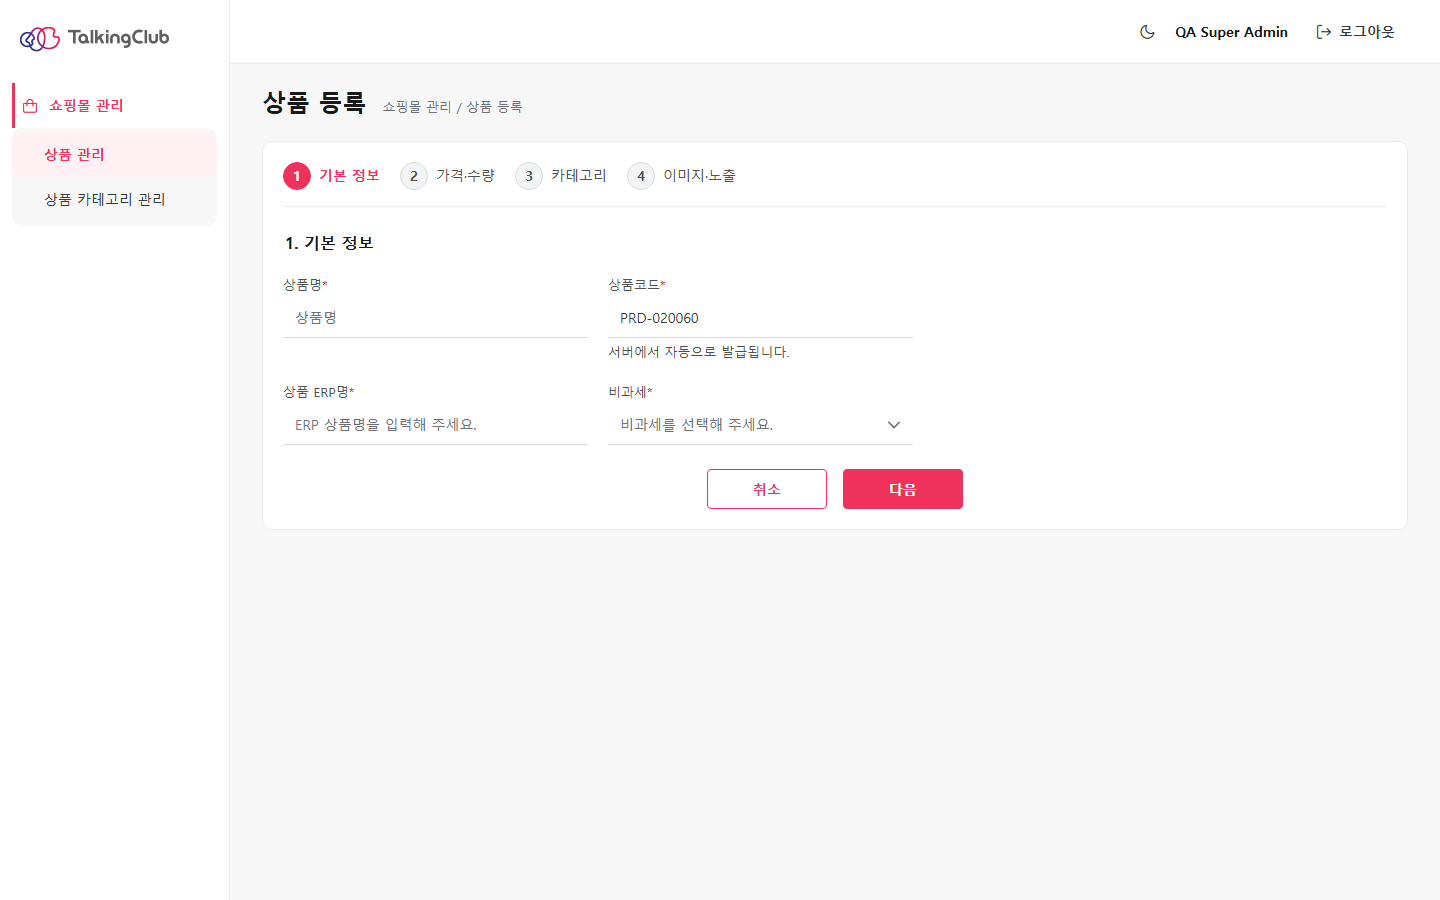 TalkingClub
QA Super Admin
로그아웃
쇼핑몰 관리
상품 관리
상품 카테고리 관리
상품 등록
쇼핑몰 관리 / 상품 등록
1 기본 정보
2 가격·수량
3 카테고리
4 이미지·노출
1. 기본 정보
상품명*
상품코드*
상품명
PRD-020060
서버에서 자동으로 발급됩니다.
상품 ERP명*
비과세*
ERP 상품명을 입력해 주세요.
비과세를 선택해 주세요.
취소
다음